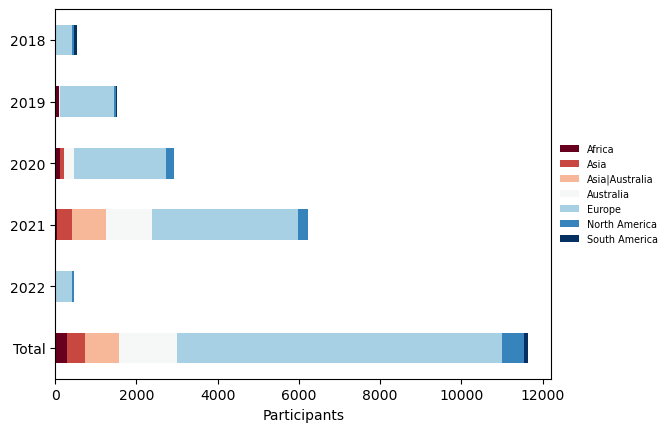 2018
2019
2020
2021
2022
Total
0 2000 4000 6000 8000 10000 12000
Participants
Africa
Asia
Asia|Australia
Australia
Europe
North America
South America